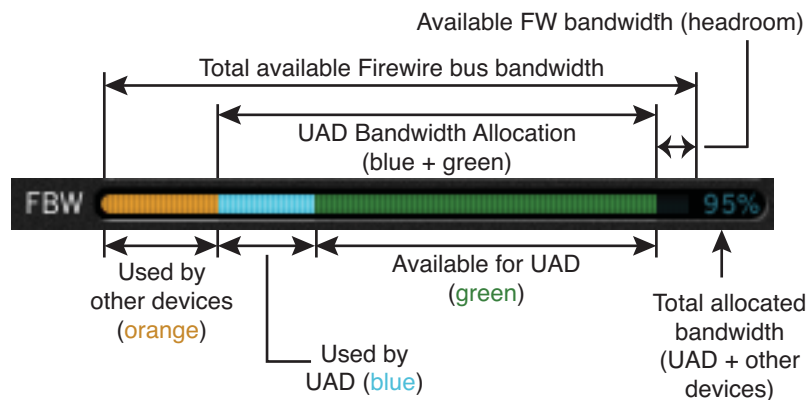 Available FW bandwidth (headroom)
Total available Firewire bus bandwidth
UAD Bandwidth Allocation
(blue + green)
FBW
95%
Used by
other devices
(orange)
Available for UAD
(green)
Total allocated
bandwidth
(UAD + other
devices)
Used by
UAD (blue)